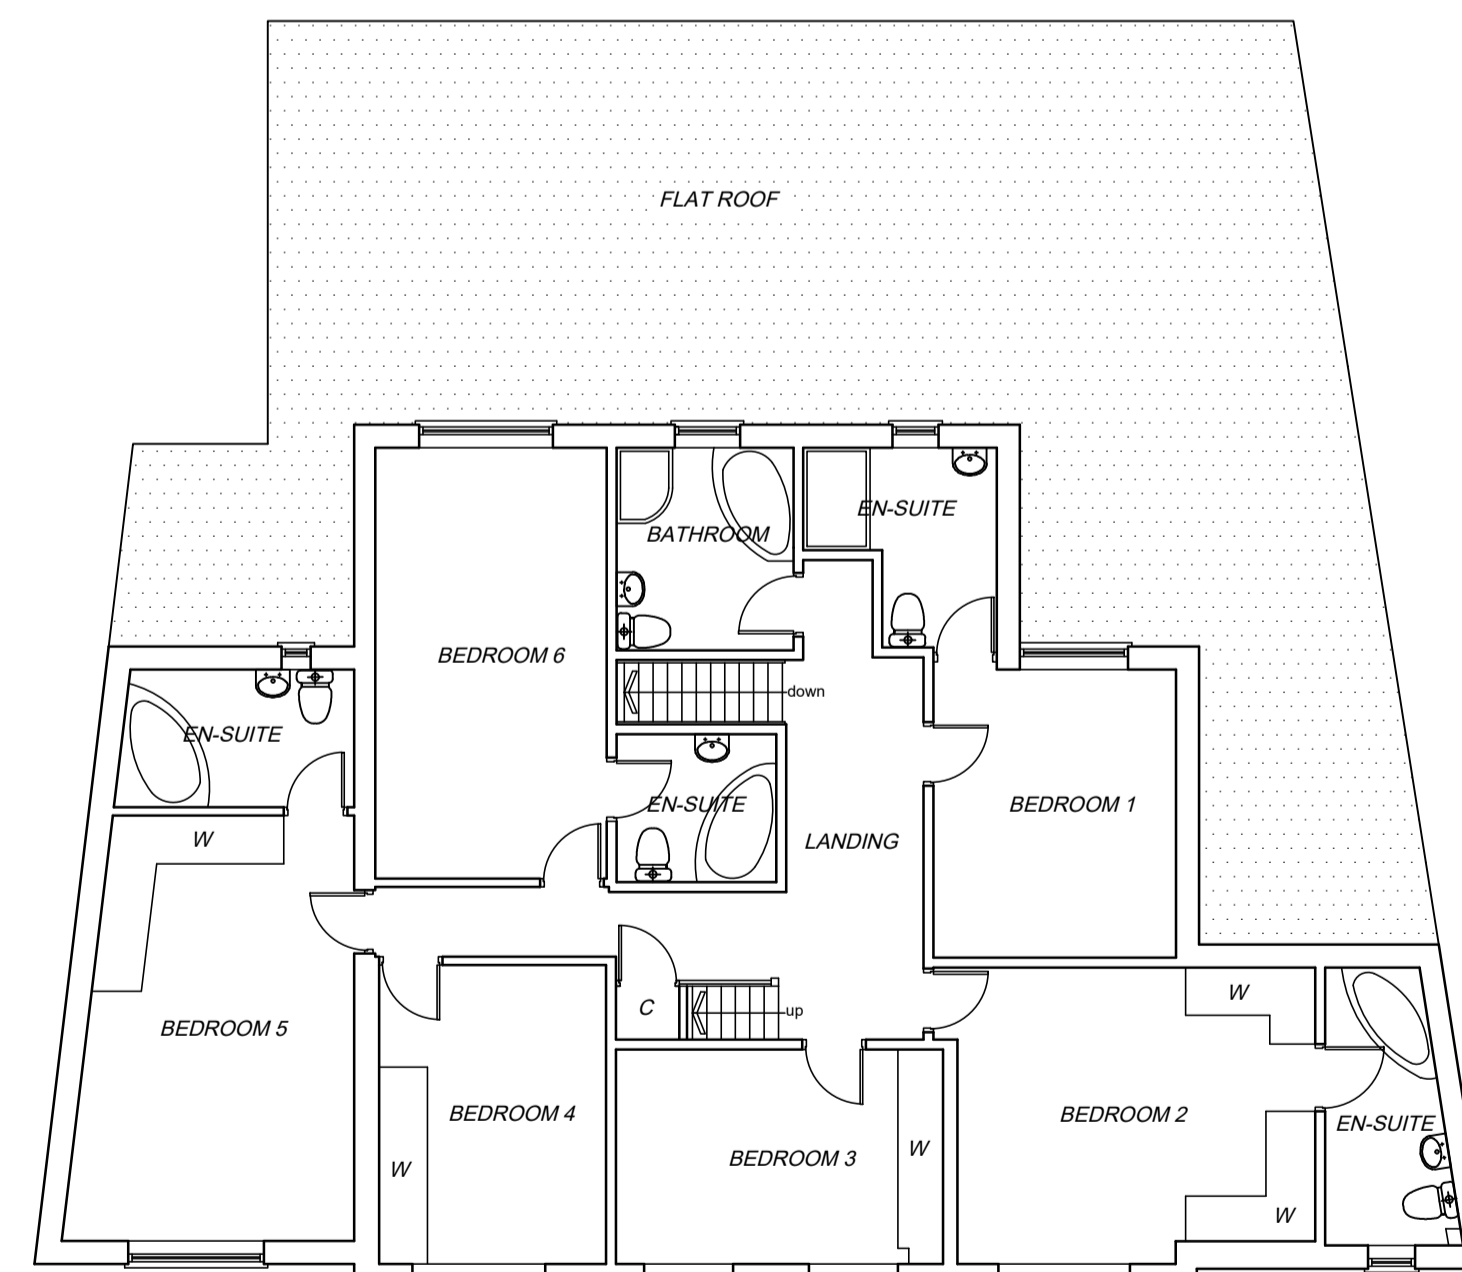 FLAT ROOF
EN-SUITE
BATHROOM
BEDROOM 6
down
EN-SUITE
EN-SUITE
BEDROOM 1
W
LANDING
W
C
up
BEDROOM 5
BEDROOM 4
BEDROOM 2
EN-SUITE
W
BEDROOM 3
W
W